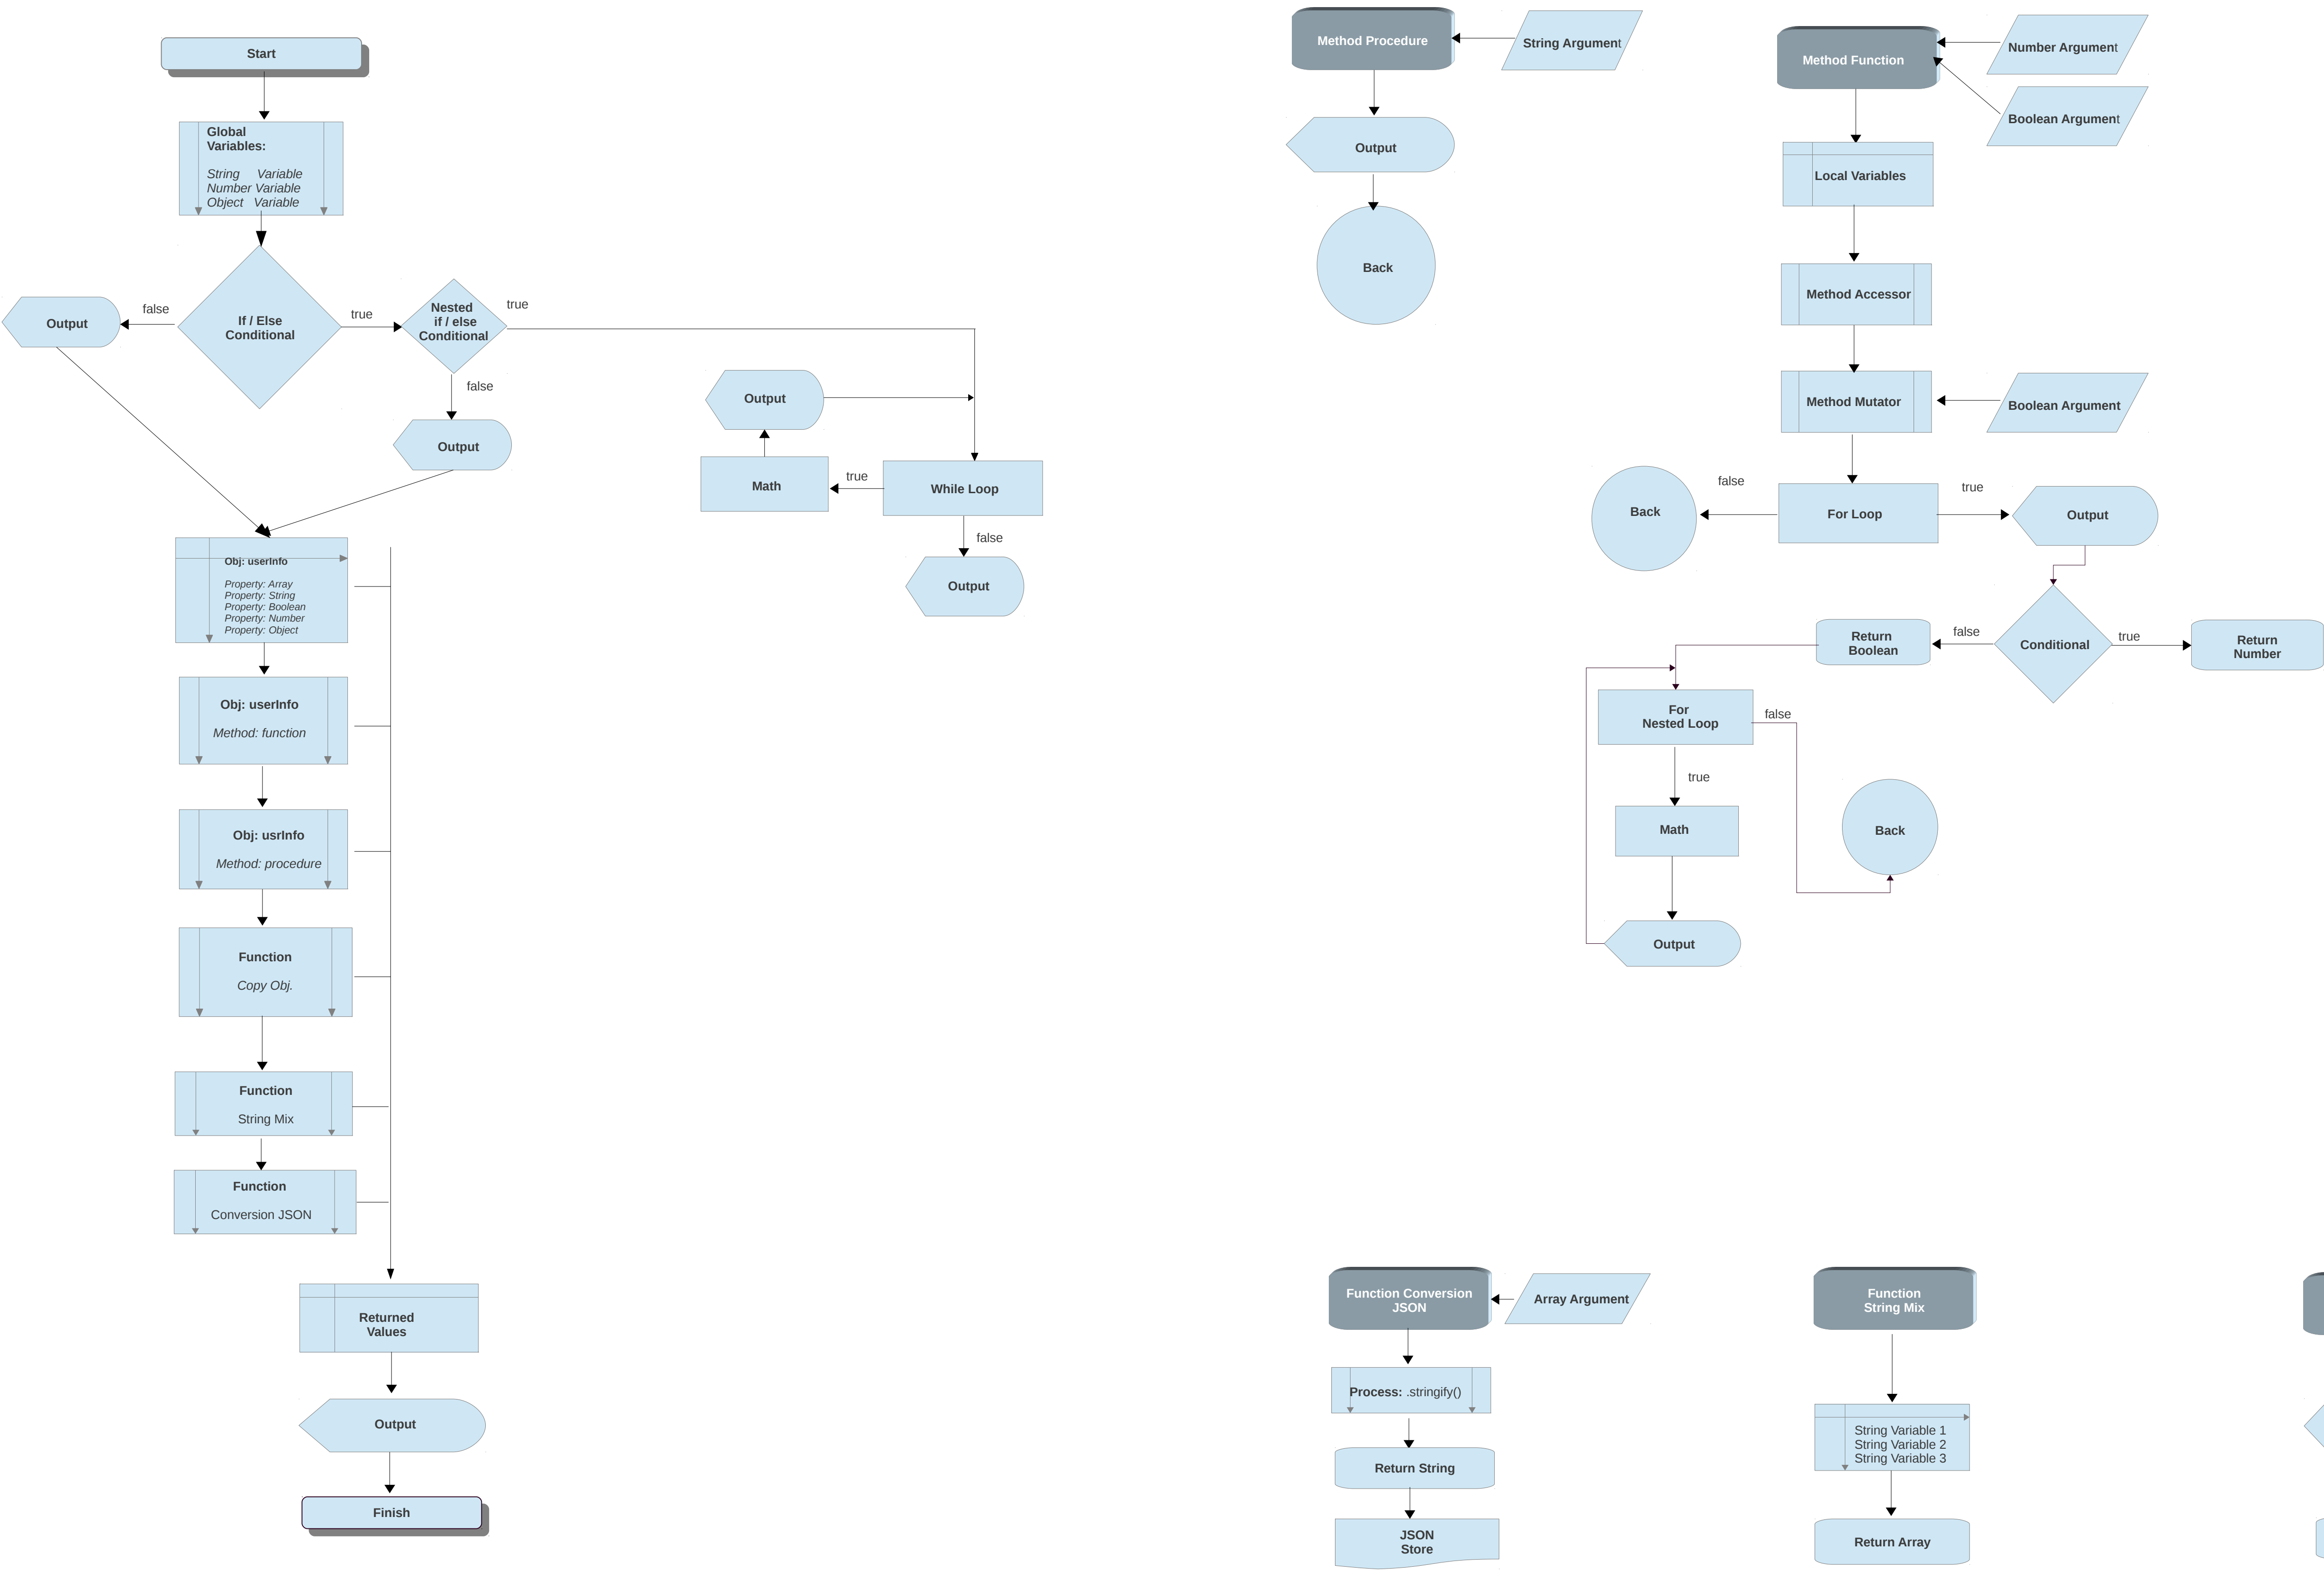 Start
Global
Variables:
String Variable
Number Variable
Object Variable
If / Else
Conditional
false
Output
true
Nested
if / else
Conditional
true
false
Output
Output
Math
true
While Loop
false
Output
Obj: userInfo
Property: Array
Property: String
Property: Boolean
Property: Number
Property: Object
Obj: userInfo
Method: function
Obj: usrInfo
Method: procedure
Function
Copy Obj.
Function
String Mix
Function
Conversion JSON
Returned
Values
Output
Finish
Method Procedure
String Argument
Output
Back
Method Function
Number Argument
Boolean Argument
Local Variables
Method Accessor
Method Mutator
Boolean Argument
For Loop
false
Back
true
Output
Conditional
false
Return
Boolean
true
Return
Number
For
Nested Loop
false
true
Math
Back
Output
Function Conversion
JSON
Array Argument
Process: .stringify()
Return String
JSON
Store
Function
String Mix
String Variable 1
String Variable 2
String Variable 3
Return Array